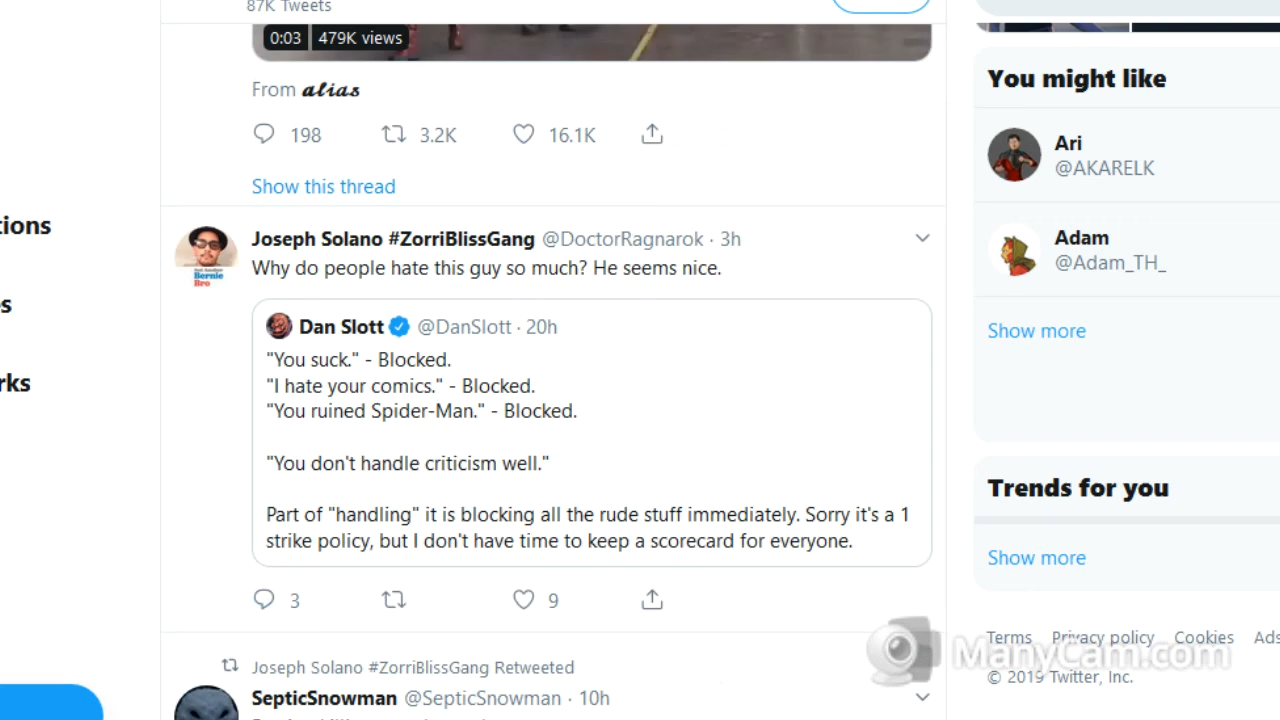 87K Tweets
0:03 479K views
From alias
198 3.2K 16.1K
Show this thread
Joseph Solano #ZorriBlissGang @DoctorRagnarok · 3h
Why do people hate this guy so much? He seems nice.
Just Another
Bernie
Bro
Dan Slott @DanSlott · 20h
"You suck." - Blocked.
"I hate your comics." - Blocked.
"You ruined Spider-Man." - Blocked.
"You don't handle criticism well."
Part of "handling" it is blocking all the rude stuff immediately. Sorry it's a 1
strike policy, but I don't have time to keep a scorecard for everyone.
3 9
Joseph Solano #ZorriBlissGang Retweeted
SepticSnowman @SepticSnowman · 10h
tions
s
rks
You might like
Ari
@AKARELK
Adam
@Adam_TH_
Show more
Trends for you
Show more
Terms Privacy policy Cookies Ads
© 2019 Twitter, Inc.
ManyCam.com